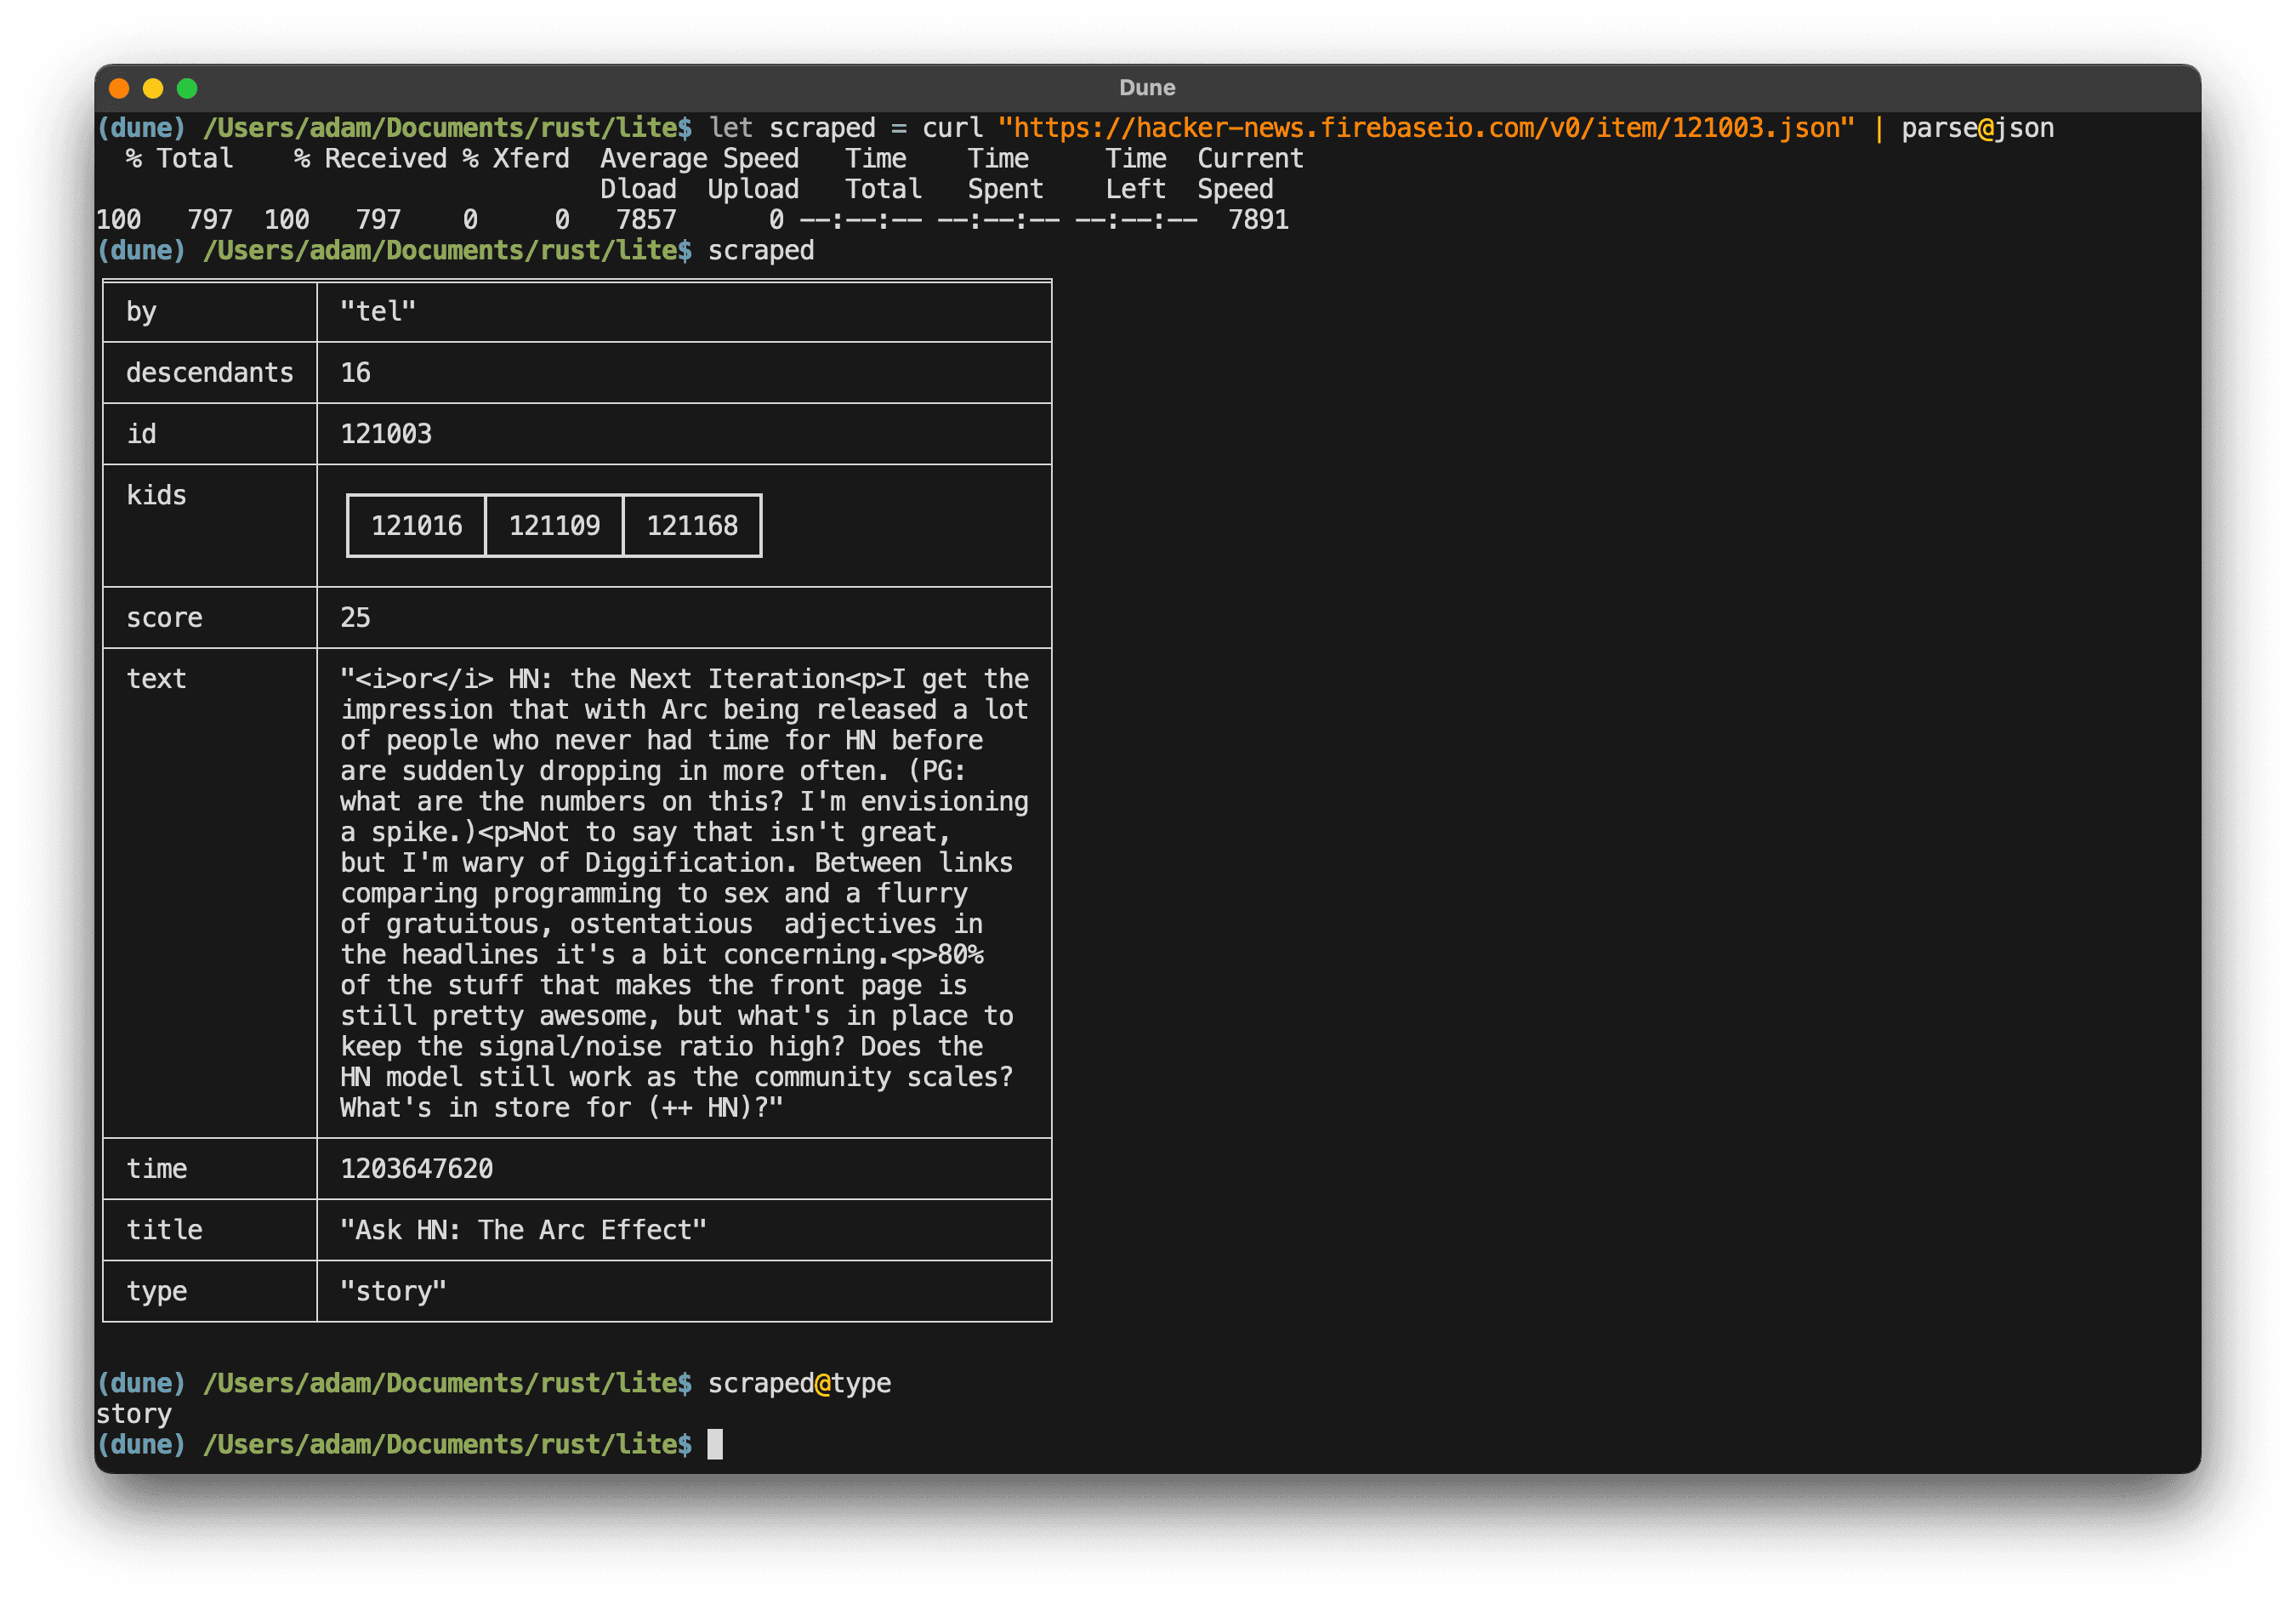 Dune
(dune) /Users/adam/Documents/rust/lite$ let scraped = curl "https://hacker-news.firebaseio.com/v0/item/121003.json" | parse@json
% Total % Received % Xferd Average Speed Time Time Time Current
Dload Upload Total Spent Left Speed
100 797 100 797 0 0 7857 0 --:--:-- --:--:-- --:--:-- 7891
(dune) /Users/adam/Documents/rust/lite$ scraped
by "tel"
descendants 16
id 121003
kids 121016 121109 121168
score 25
text "<i>or</i> HN: the Next Iteration<p>I get the
impression that with Arc being released a lot
of people who never had time for HN before
are suddenly dropping in more often. (PG:
what are the numbers on this? I'm envisioning
a spike.)<p>Not to say that isn't great,
but I'm wary of Diggification. Between links
comparing programming to sex and a flurry
of gratuitous, ostentatious  adjectives in
the headlines it's a bit concerning.<p>80%
of the stuff that makes the front page is
still pretty awesome, but what's in place to
keep the signal/noise ratio high? Does the
HN model still work as the community scales?
What's in store for (++ HN)?"
time 1203647620
title "Ask HN: The Arc Effect"
type "story"
(dune) /Users/adam/Documents/rust/lite$ scraped@type
story
(dune) /Users/adam/Documents/rust/lite$